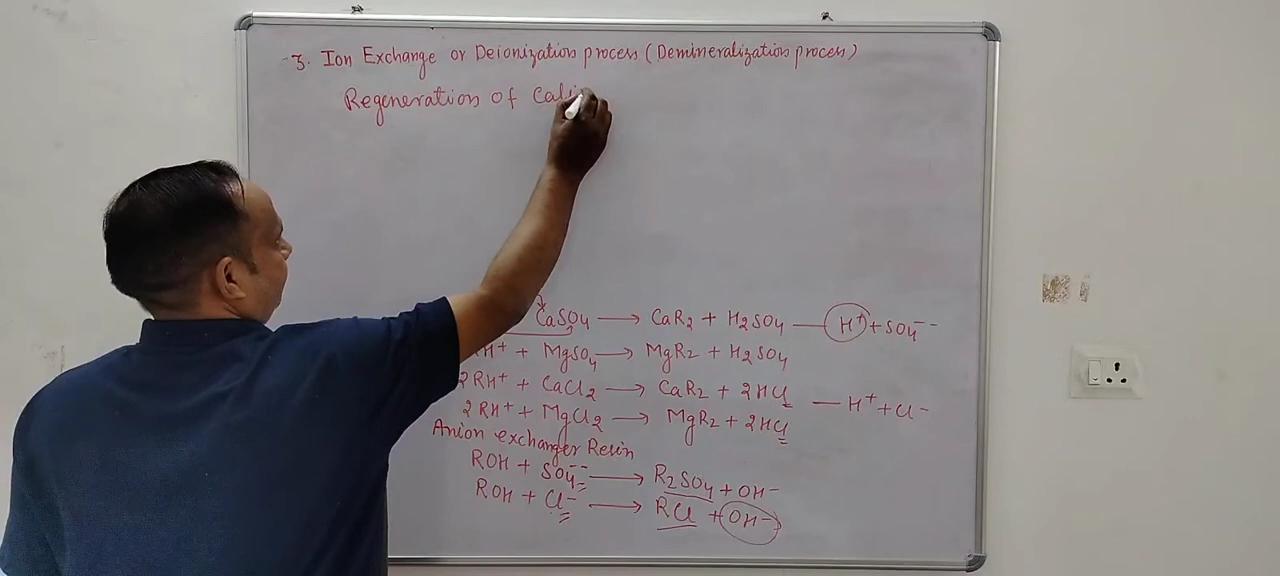 3. Ion Exchange or Deionization process (Demineralization process)
Regeneration of
CaSO₄ ⟶ CaR₂ + H₂SO₄ — H⁺ + SO₄⁻⁻
H⁺ + MgSO₄ ⟶ MgR₂ + H₂SO₄
2RH⁺ + CaCl₂ ⟶ CaR₂ + 2HCl — H⁺ + Cl⁻
2RH⁺ + MgCl₂ ⟶ MgR₂ + 2HCl
Anion exchanger Resin
ROH + SO₄⁻⁻ ⟶ R₂SO₄ + OH⁻
ROH + Cl⁻ ⟶ RCl + OH⁻